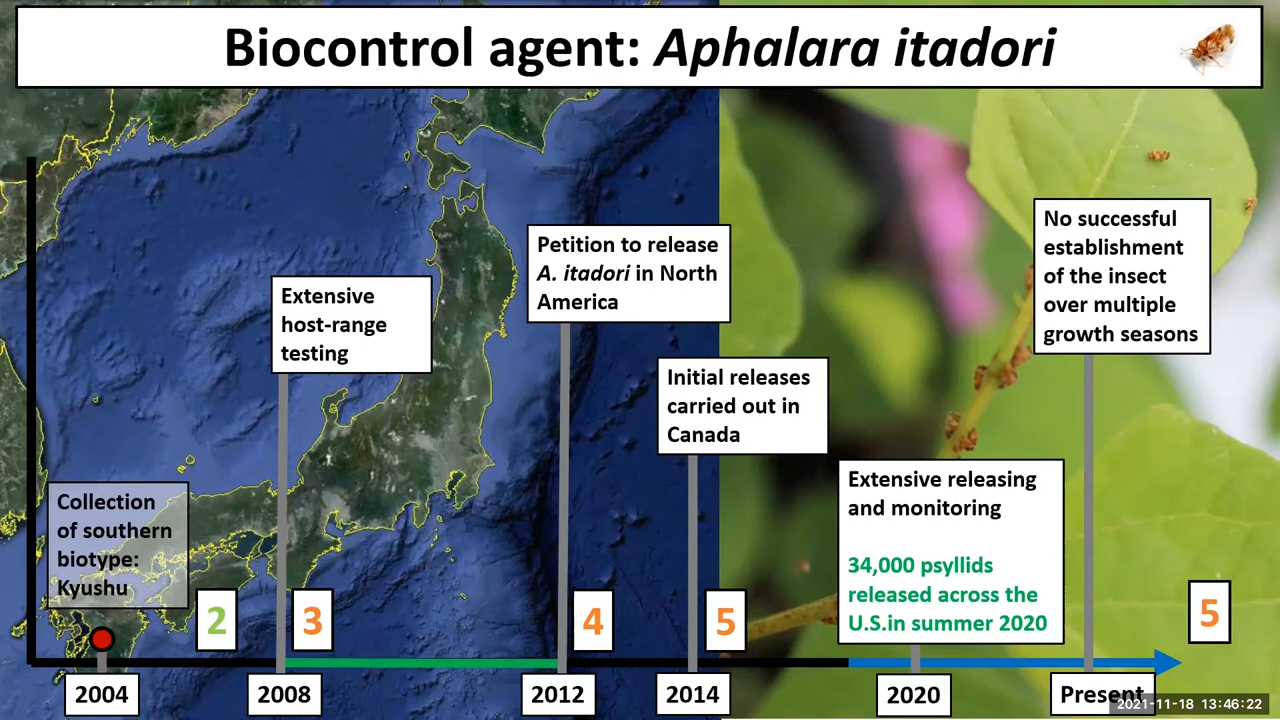 Biocontrol agent: Aphalara itadori
No successful
establishment
of the insect
over multiple
growth seasons
Petition to release
A. itadori in North
America
Extensive
host-range
testing
Initial releases
carried out in
Canada
Extensive releasing
and monitoring
34,000 psyllids
released across the
U.S.in summer 2020
Collection
of southern
biotype:
Kyushu
2
3
4
5
5
2004
2008
2012
2014
2020
Present
2021-11-18 13:46:22